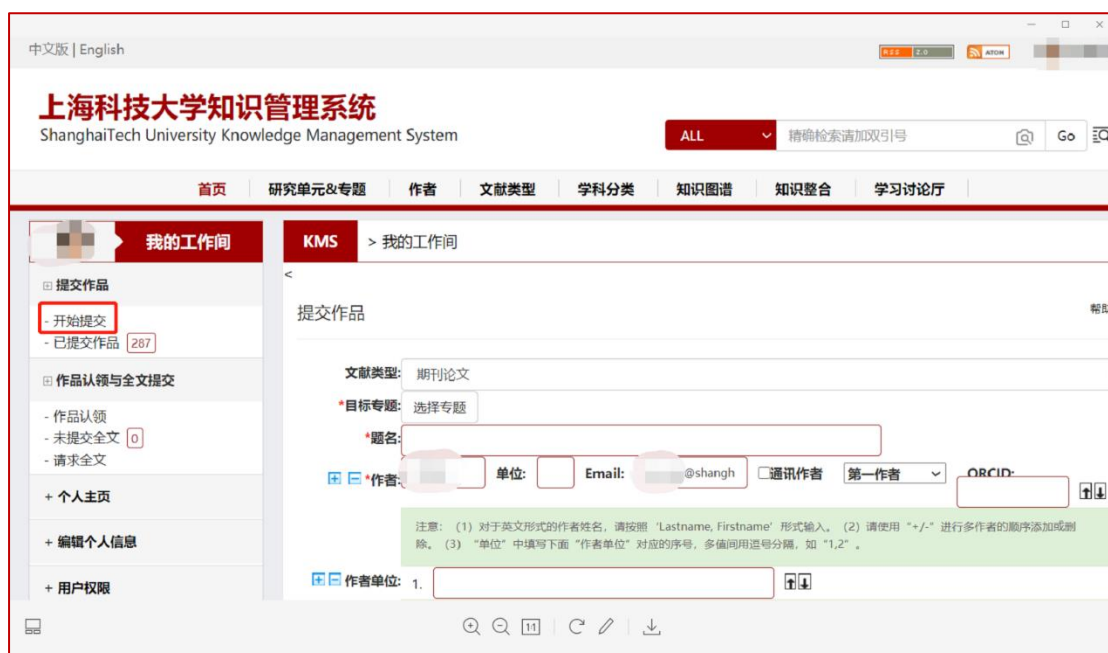 中文版 | English
RSS 2.0
ATOM
上海科技大学知识管理系统
ShanghaiTech University Knowledge Management System
ALL
精确检索请加双引号
Go
首页 研究单元&专题 作者 文献类型 学科分类 知识图谱 知识整合 学习讨论厅
我的工作间
提交作品
- 开始提交
- 已提交作品 287
作品认领与全文提交
- 作品认领
- 未提交全文 0
- 请求全文
+ 个人主页
+ 编辑个人信息
+ 用户权限
KMS > 我的工作间
<
提交作品
帮助
文献类型: 期刊论文
*目标专题: 选择专题
*题名:
*作者: 单位: Email: @shangh 通讯作者 第一作者 ORCID:
注意: (1) 对于英文形式的作者姓名，请按照 'Lastname, Firstname' 形式输入。 (2) 请使用 "+/-" 进行多作者的顺序添加或删
除。 (3) "单位" 中填写下面 "作者单位" 对应的序号，多值间用逗号分隔，如 "1,2" 。
作者单位: 1.
1:1